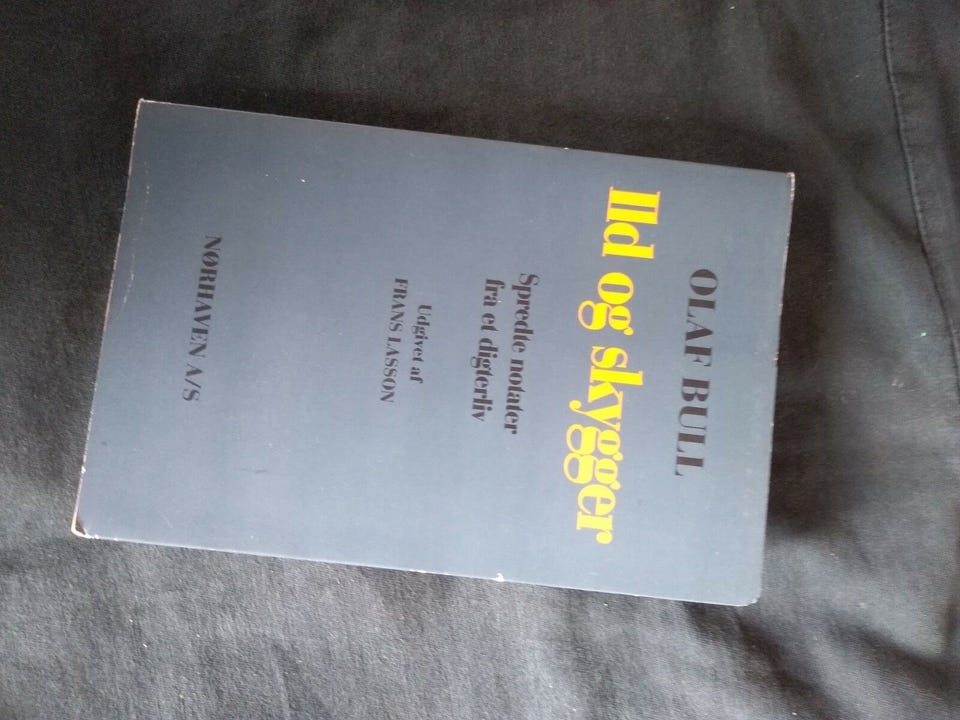 OLAF BULL
Ild og skygger
Spredte notater
fra et digterliv
Udgivet af
FRANS LASSON
NØRHAVEN A/S